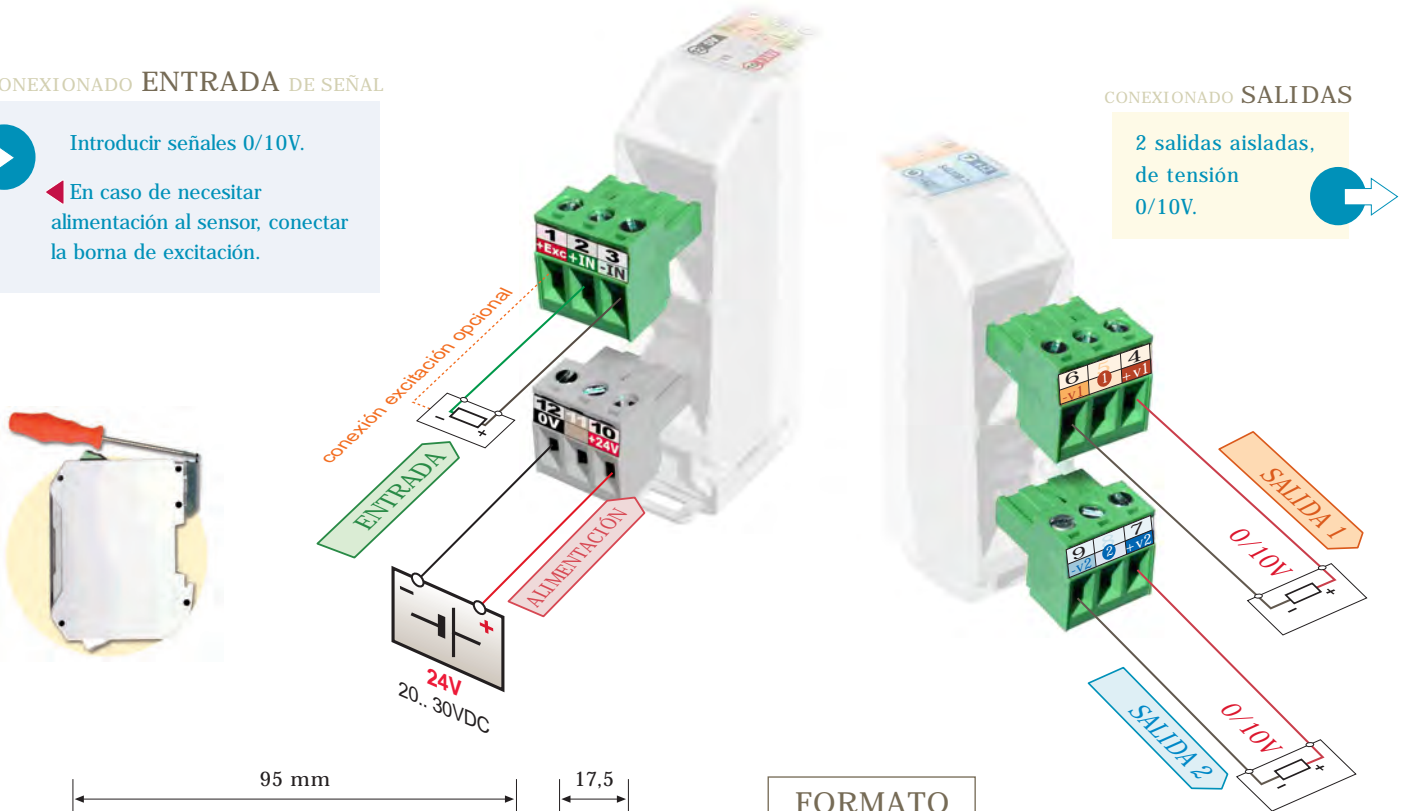 ONEXIONADO ENTRADA DE SEÑAL
Introducir señales 0/10V.
En caso de necesitar
alimentación al sensor, conectar
la borna de excitación.
CONEXIONADO SALIDAS
2 salidas aisladas,
de tensión
0/10V.
1 2 3
+Exc +IN -IN
conexión excitación opcional
- +
ENTRADA
12 11 10
0V +24V
ALIMENTACIÓN
- +
24V
20.. 30VDC
6 1 4
-v1 +v1
SALIDA 1
0/10V
- +
9 2 7
-v2 +v2
SALIDA 2
0/10V
- +
95 mm
17,5
FORMATO